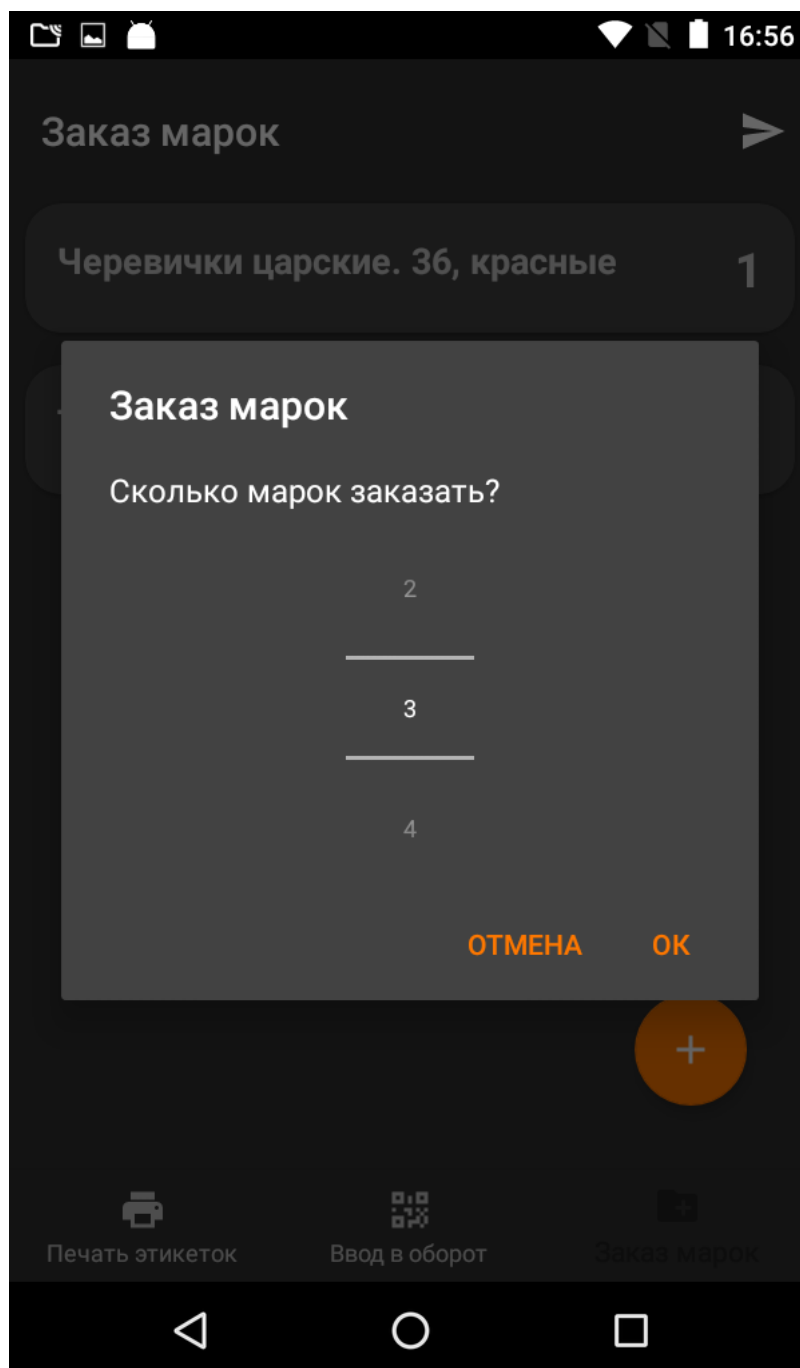 16:56
Заказ марок
Черевички царские. 36, красные
1
Заказ марок
Сколько марок заказать?
2
3
4
ОТМЕНА ОК
Печать этикеток Ввод в оборот Заказ марок